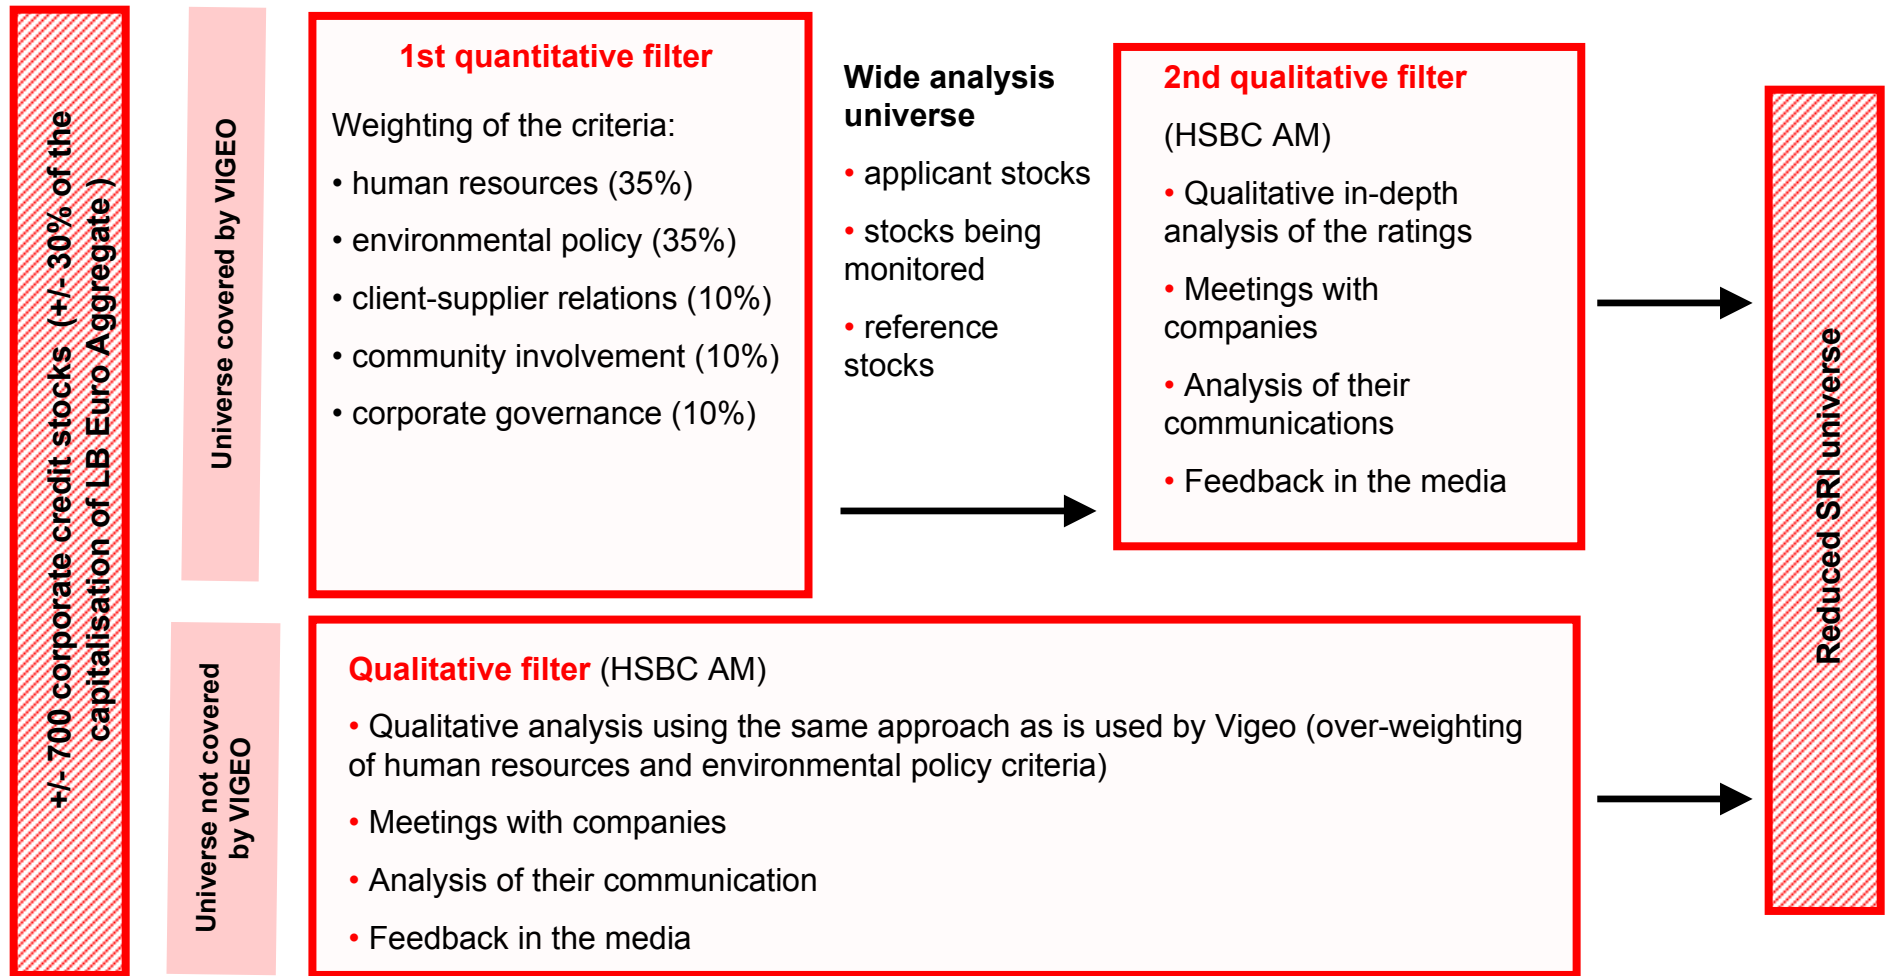 +/- 700 corporate credit stocks (+/- 30% of the
capitalisation of LB Euro Aggregate )
Universe covered by VIGEO
1st quantitative filter
Weighting of the criteria:
• human resources (35%)
• environmental policy (35%)
• client-supplier relations (10%)
• community involvement (10%)
• corporate governance (10%)
Wide analysis
universe
• applicant stocks
• stocks being
monitored
• reference
stocks
2nd qualitative filter
(HSBC AM)
• Qualitative in-depth
analysis of the ratings
• Meetings with
companies
• Analysis of their
communications
• Feedback in the media
Universe not covered
by VIGEO
Qualitative filter (HSBC AM)
• Qualitative analysis using the same approach as is used by Vigeo (over-weighting
of human resources and environmental policy criteria)
• Meetings with companies
• Analysis of their communication
• Feedback in the media
Reduced SRI universe